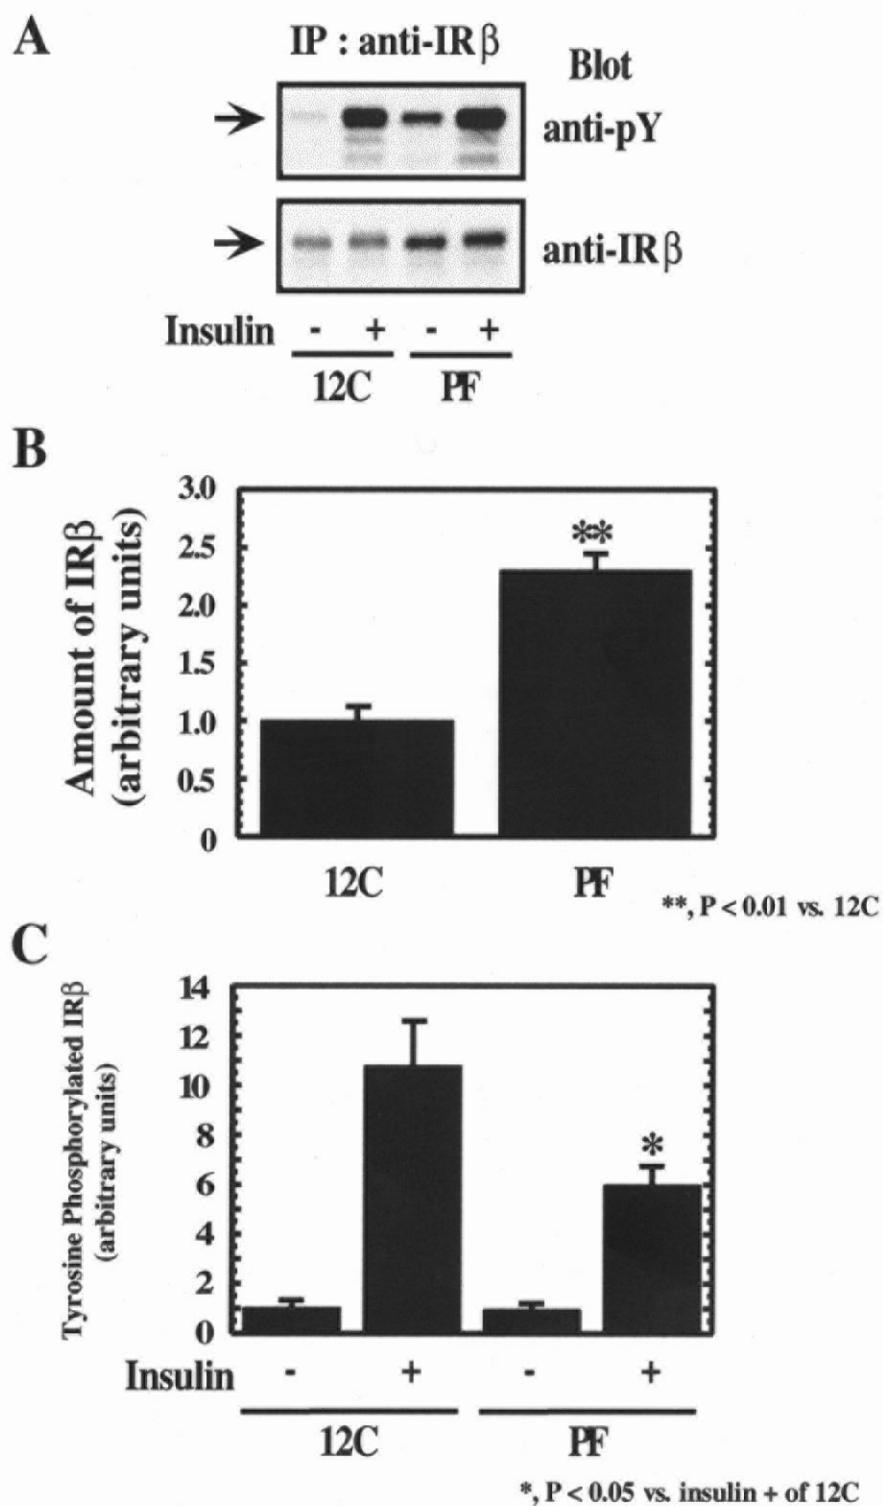 A
IP : anti-IRβ
Blot
anti-pY
anti-IRβ
Insulin - + - +
12C PF
B
Amount of IRβ
(arbitrary units)
3.0
2.5
2.0
1.5
1.0
0.5
0
**
12C PF
**, P < 0.01 vs. 12C
C
Tyrosine Phosphorylated IRβ
(arbitrary units)
14
12
10
8
6
4
2
0
*
Insulin - + - +
12C PF
*, P < 0.05 vs. insulin + of 12C